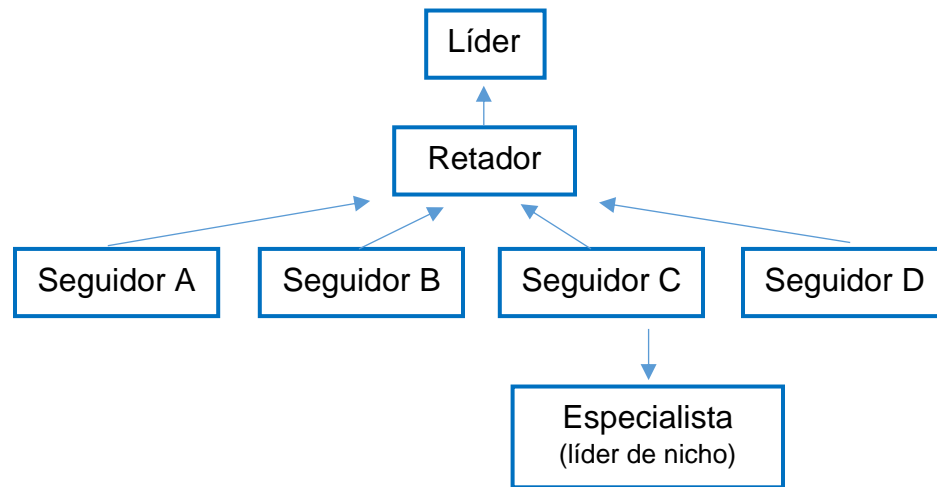 Líder
Retador
Seguidor A
Seguidor B
Seguidor C
Seguidor D
Especialista
(líder de nicho)